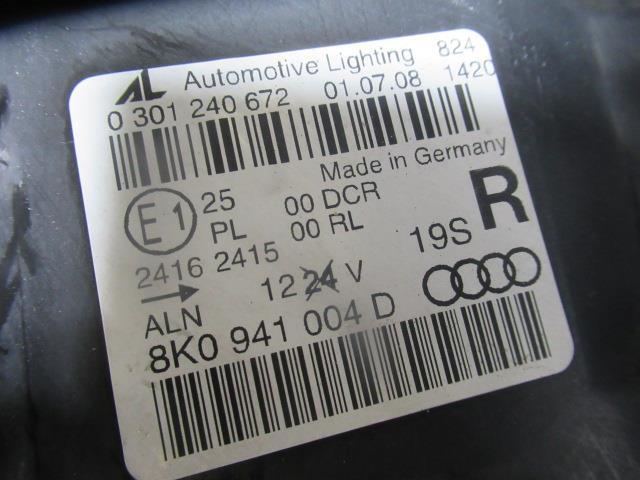 AL Automotive Lighting 824
0 301 240 672 01.07.08 1420
Made in Germany
E1 25 00 DCR R
PL 00 RL 19S
2416 2415
12 24 V
ALN
8K0 941 004 D